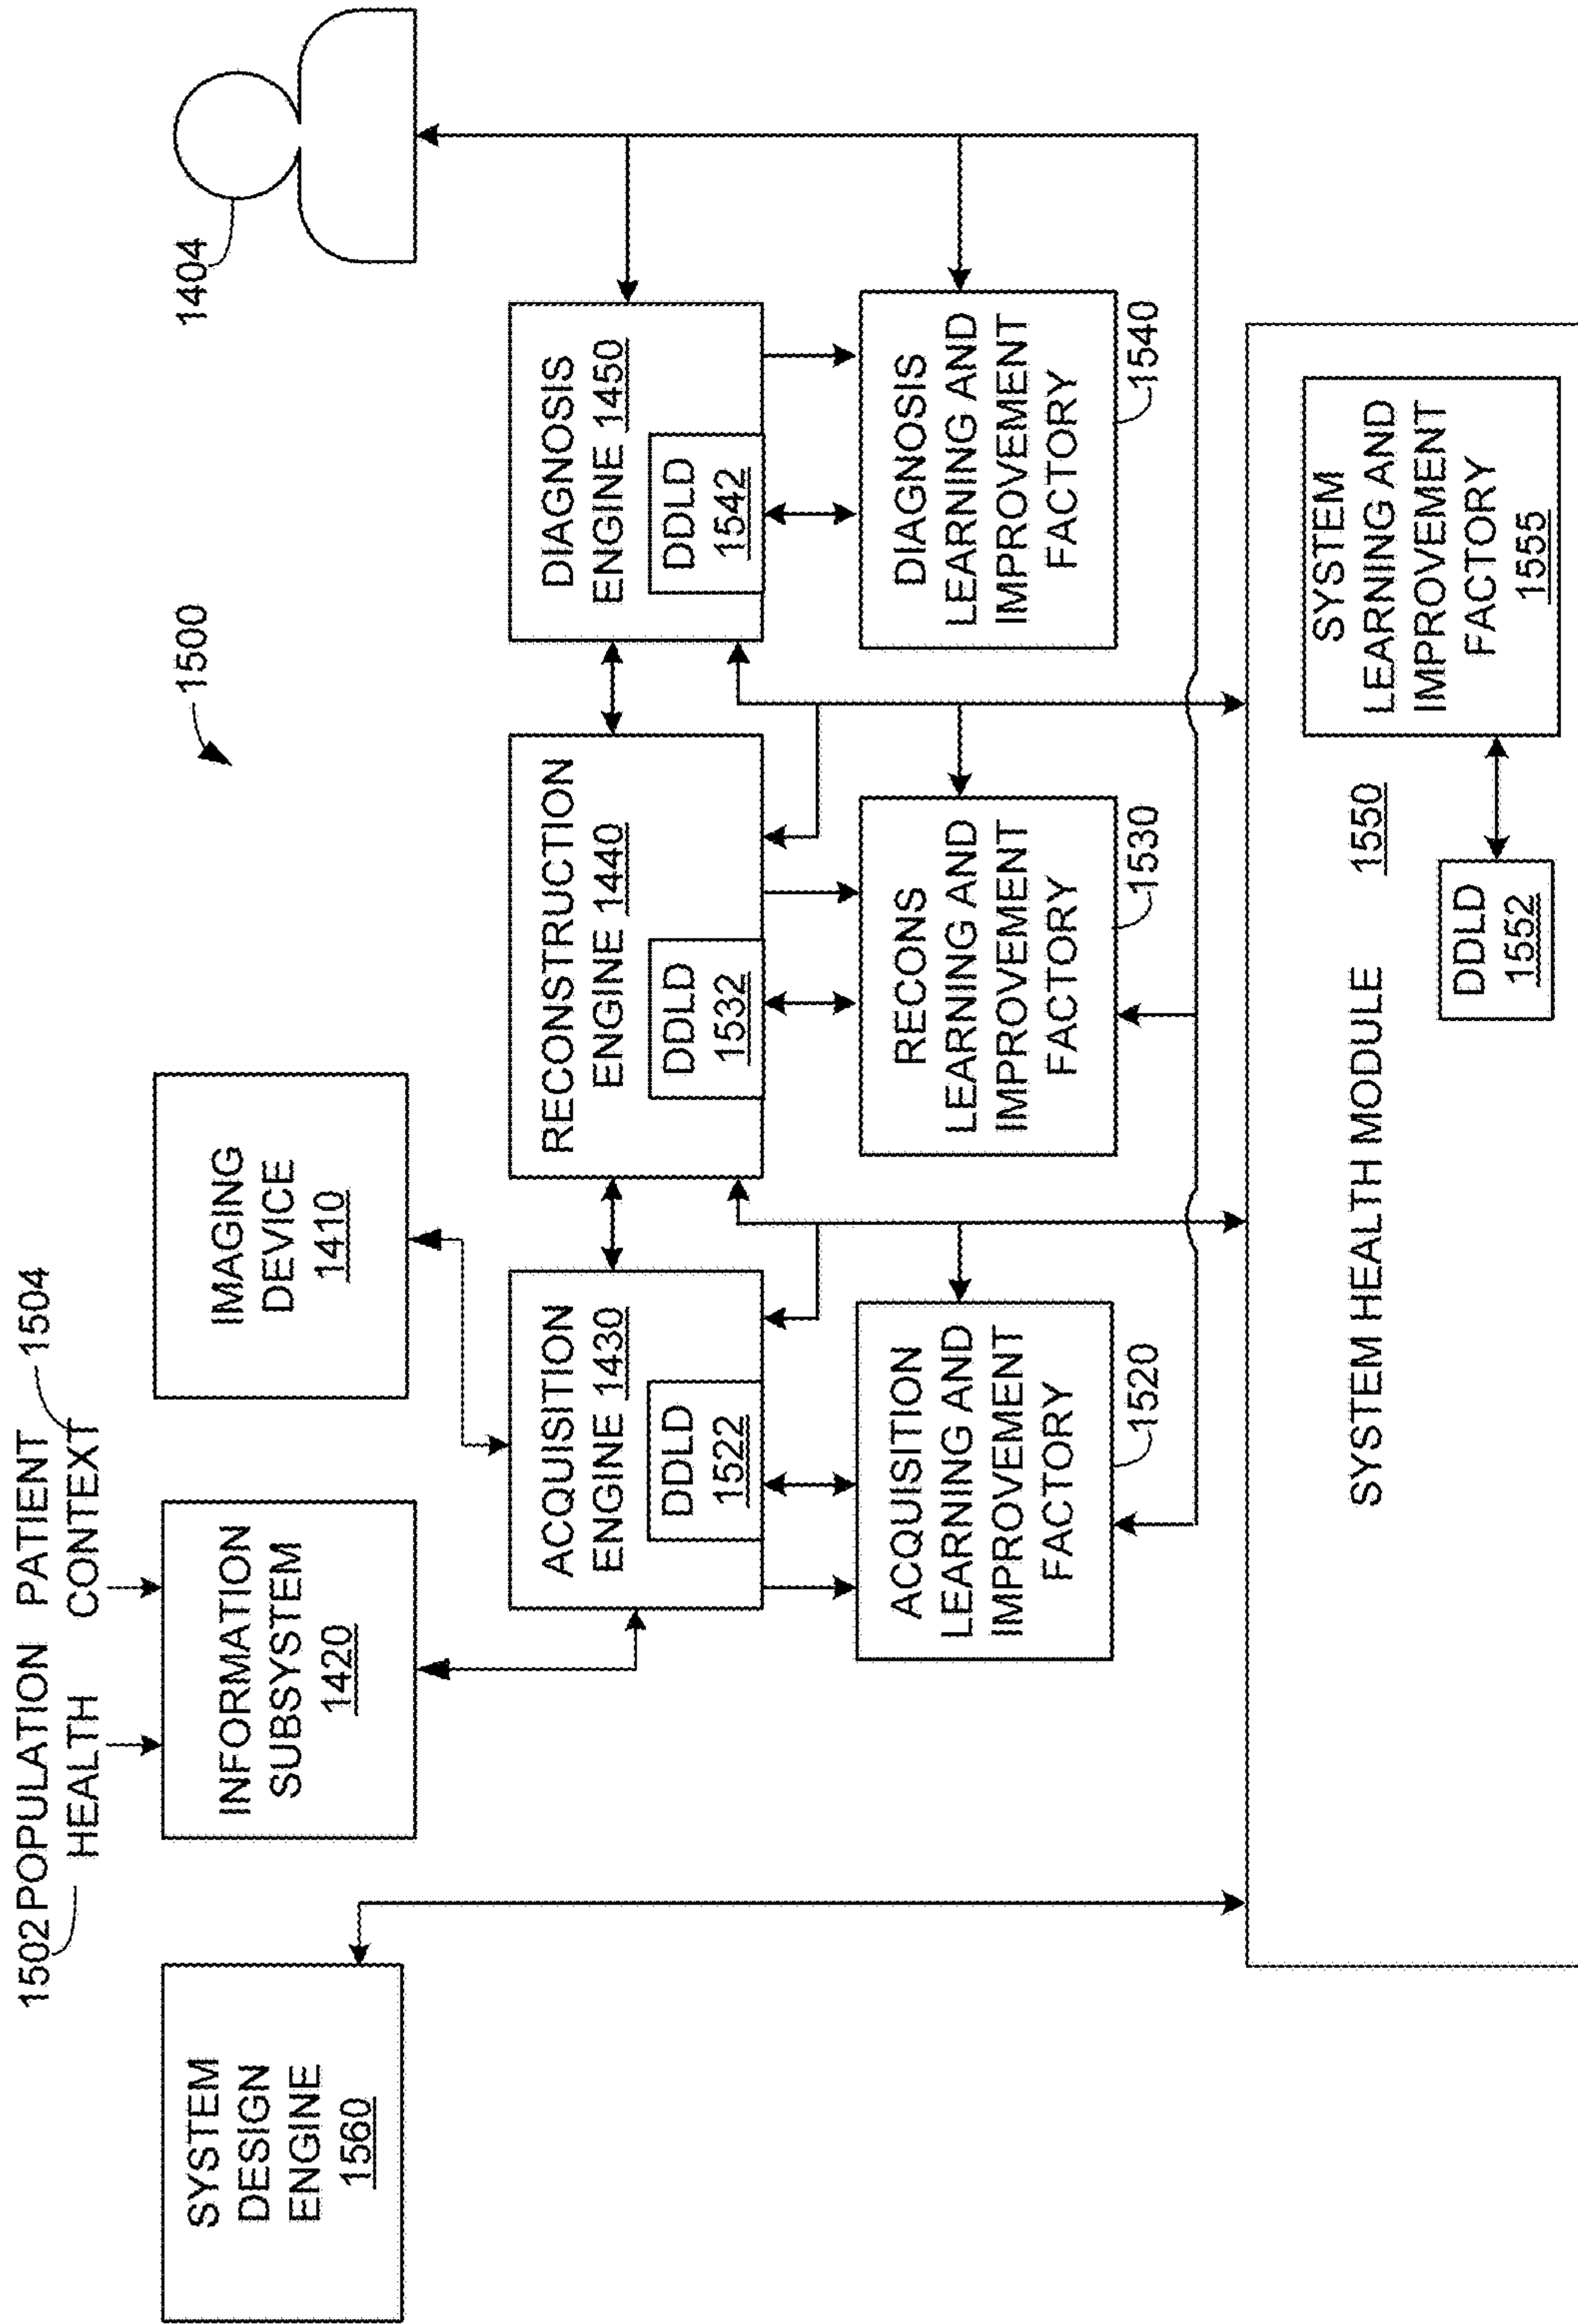 1500
1502 POPULATION
HEALTH
PATIENT
CONTEXT
1504
SYSTEM
DESIGN
ENGINE
1560
INFORMATION
SUBSYSTEM
1420
IMAGING
DEVICE
1410
1404
ACQUISITION
ENGINE 1430
DDLD
1522
RECONSTRUCTION
ENGINE 1440
DDLD
1532
DIAGNOSIS
ENGINE 1450
DDLD
1542
ACQUISITION
LEARNING AND
IMPROVEMENT
FACTORY
1520
RECONS
LEARNING AND
IMPROVEMENT
FACTORY
1530
DIAGNOSIS
LEARNING AND
IMPROVEMENT
FACTORY
1540
SYSTEM HEALTH MODULE 1550
DDLD
1552
SYSTEM
LEARNING AND
IMPROVEMENT
FACTORY
1555